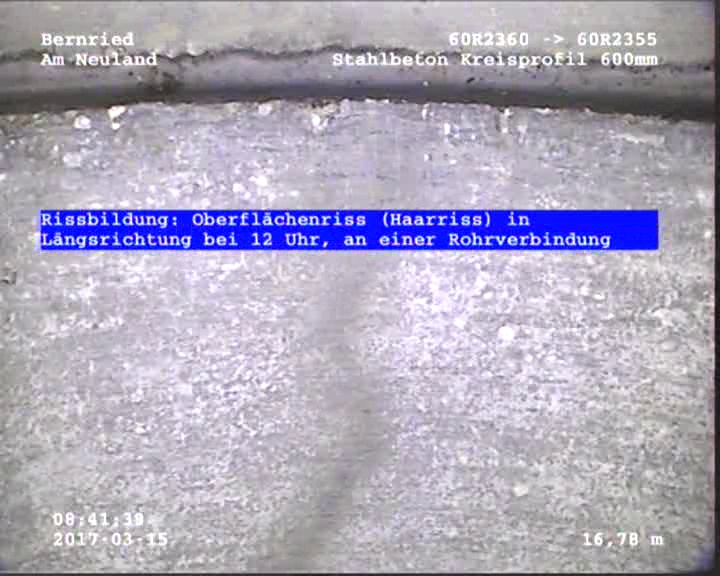 Bernried
60R2360 -> 60R2355
Am Neuland
Stahlbeton Kreisprofil 600mm
Rissbildung: Oberflächenriss (Haarriss) in
Längsrichtung bei 12 Uhr, an einer Rohrverbindung
08:41:39
2017-03-15
16,78 m